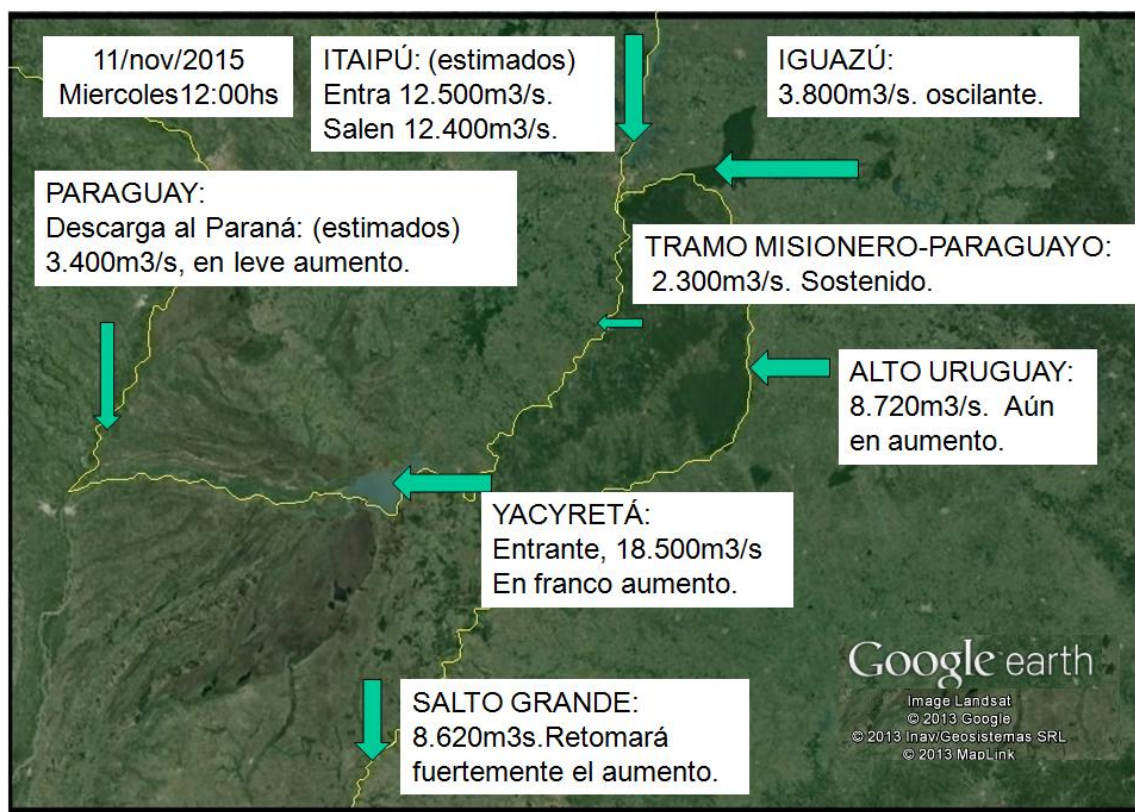 11/nov/2015
Miercoles12:00hs
ITAIPÚ: (estimados)
Entra 12.500m3/s.
Salen 12.400m3/s.
IGUAZÚ:
3.800m3/s. oscilante.
PARAGUAY:
Descarga al Paraná: (estimados)
3.400m3/s, en leve aumento.
TRAMO MISIONERO-PARAGUAYO:
2.300m3/s. Sostenido.
ALTO URUGUAY:
8.720m3/s. Aún
en aumento.
YACYRETÁ:
Entrante, 18.500m3/s
En franco aumento.
SALTO GRANDE:
8.620m3s.Retomará
fuertemente el aumento.
Google earth
Image Landsat
© 2013 Google
© 2013 Inav/Geosistemas SRL
© 2013 MapLink